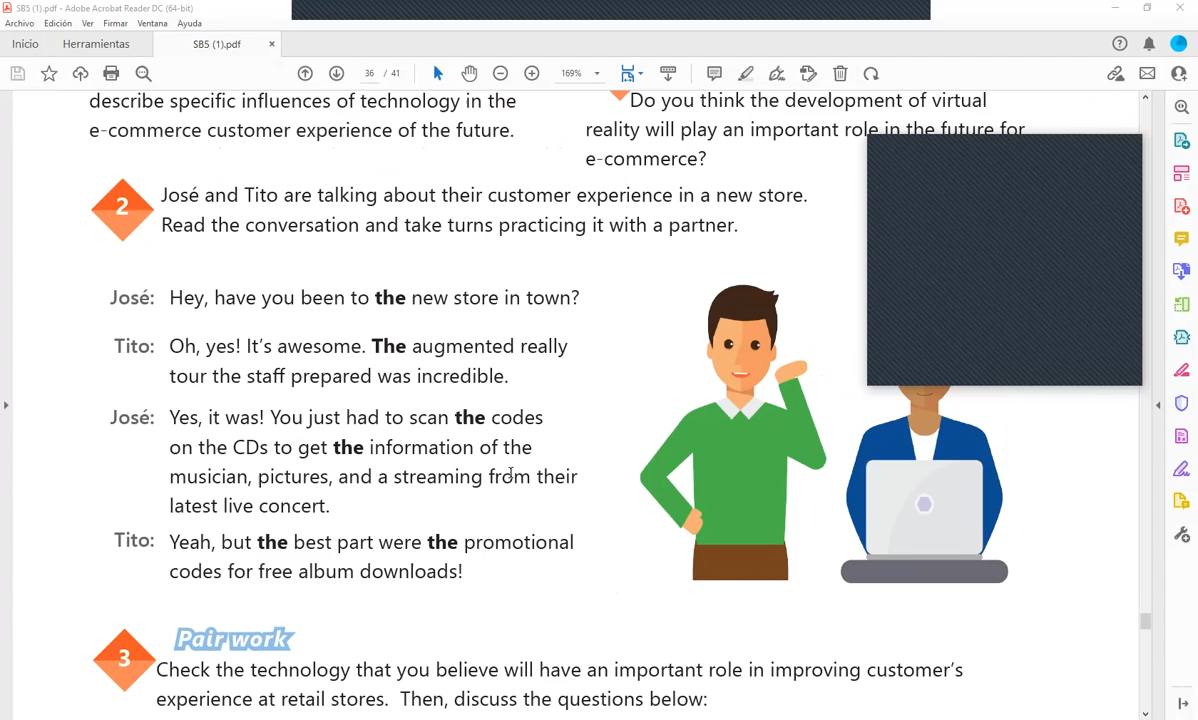 SB5 (1).pdf - Adobe Acrobat Reader DC (64-bit)
Archivo Edición Ver Firmar Ventana Ayuda
Inicio Herramientas SB5 (1).pdf ×
36 / 41 169%
describe specific influences of technology in the
e-commerce customer experience of the future.
Do you think the development of virtual
reality will play an important role in the future for
e-commerce?
2 José and Tito are talking about their customer experience in a new store.
Read the conversation and take turns practicing it with a partner.
José: Hey, have you been to the new store in town?
Tito: Oh, yes! It's awesome. The augmented really
tour the staff prepared was incredible.
José: Yes, it was! You just had to scan the codes
on the CDs to get the information of the
musician, pictures, and a streaming from their
latest live concert.
Tito: Yeah, but the best part were the promotional
codes for free album downloads!
Pair work
3 Check the technology that you believe will have an important role in improving customer's
experience at retail stores. Then, discuss the questions below: